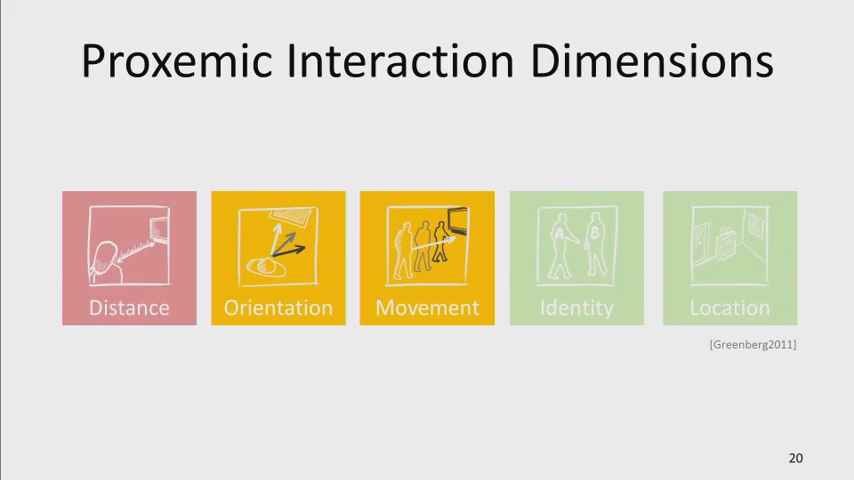 Proxemic Interaction Dimensions
Distance Orientation Movement Identity Location
[Greenberg2011]
20